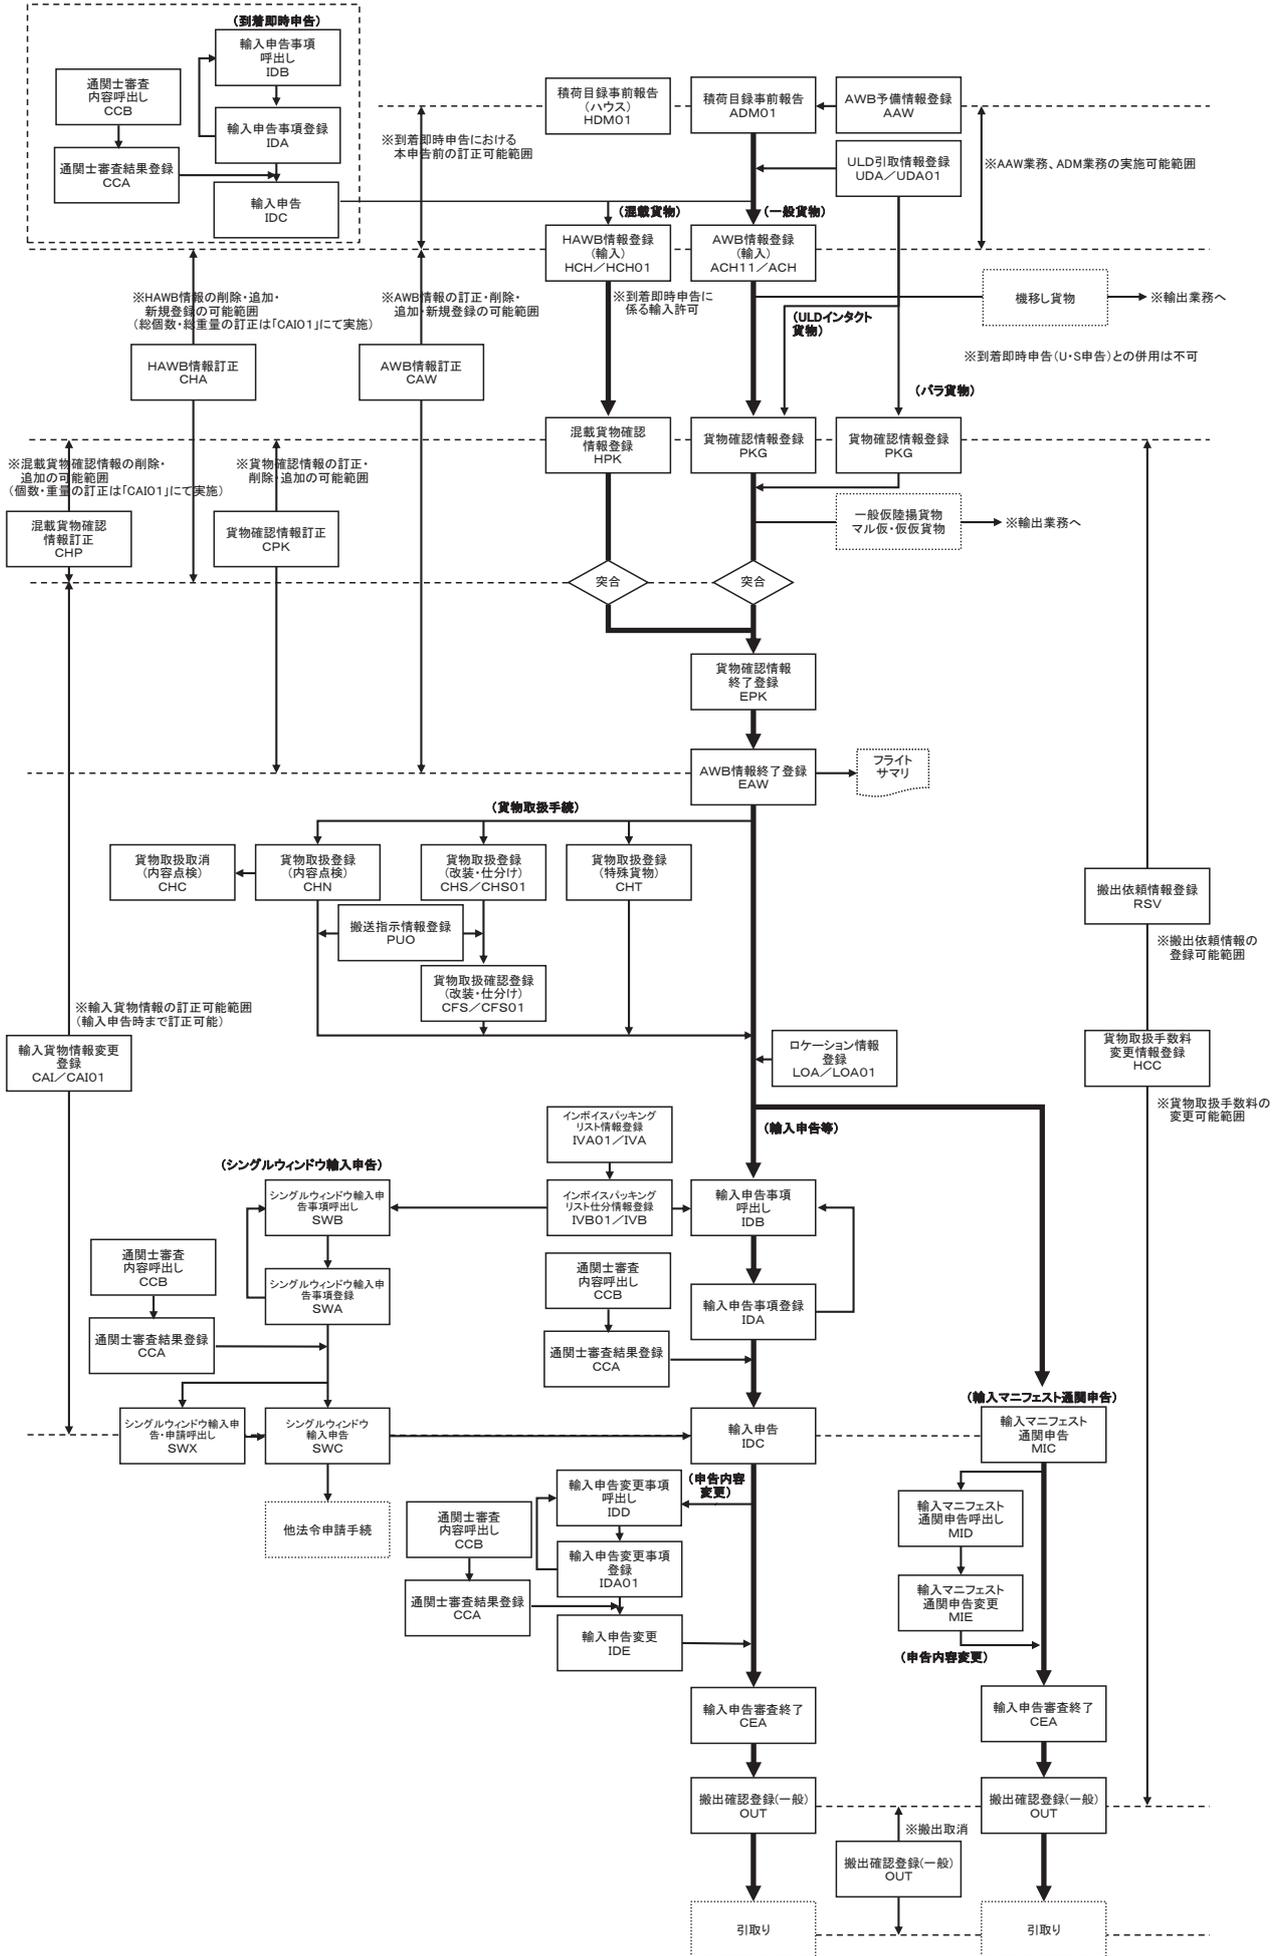 (到着即時申告)
輸入申告事項
呼出し
IDB
通関士審査
内容呼出し
CCB
輸入申告事項登録
IDA
通関士審査結果登録
CCA
輸入申告
IDC
積荷目録事前報告
(ハウス)
HDM01
積荷目録事前報告
ADM01
AWB予備情報登録
AAW
※到着即時申告における
本申告前の訂正可能範囲
ULD引取情報登録
UDA/UDA01
※AAW業務、ADM業務の実施可能範囲
(混載貨物)
(一般貨物)
HAWB情報登録
(輸入)
HCH/HCH01
AWB情報登録
(輸入)
ACH11/ACH
※HAWB情報の削除・追加・
新規登録の可能範囲
(総個数・総重量の訂正は「CAI01」にて実施)
※AWB情報の訂正・削除・
追加・新規登録の可能範囲
※到着即時申告に
係る輸入許可
機移し貨物
※輸出業務へ
(ULDインタクト
貨物)
※到着即時申告(U・S申告)との併用は不可
HAWB情報訂正
CHA
AWB情報訂正
CAW
(バラ貨物)
混載貨物確認
情報登録
HPK
貨物確認情報登録
PKG
貨物確認情報登録
PKG
※混載貨物確認情報の削除・
追加の可能範囲
(個数・重量の訂正は「CAI01」にて実施)
※貨物確認情報の訂正・
削除・追加の可能範囲
混載貨物確認
情報訂正
CHP
貨物確認情報訂正
CPK
一般仮陸揚貨物
マル仮・仮仮貨物
※輸出業務へ
突合
突合
貨物確認情報
終了登録
EPK
AWB情報終了登録
EAW
フライト
サマリ
(貨物取扱手続)
貨物取扱取消
(内容点検)
CHC
貨物取扱登録
(内容点検)
CHN
貨物取扱登録
(改装・仕分け)
CHS/CHS01
貨物取扱登録
(特殊貨物)
CHT
搬送指示情報登録
PUO
搬出依頼情報登録
RSV
※搬出依頼情報の
登録可能範囲
貨物取扱確認登録
(改装・仕分け)
CFS/CFS01
※輸入貨物情報の訂正可能範囲
(輸入申告時まで訂正可能)
輸入貨物情報変更
登録
CAI/CAI01
ロケーション情報
登録
LOA/LOA01
貨物取扱手数料
変更情報登録
HCC
※貨物取扱手数料の
変更可能範囲
インボイスパッキング
リスト情報登録
IVA01/IVA
(輸入申告等)
(シングルウィンドウ輸入申告)
シングルウィンドウ輸入申
告事項呼出し
SWB
インボイスパッキング
リスト仕分情報登録
IVB01/IVB
輸入申告事項
呼出し
IDB
通関士審査
内容呼出し
CCB
シングルウィンドウ輸入申
告事項登録
SWA
通関士審査
内容呼出し
CCB
輸入申告事項登録
IDA
通関士審査結果登録
CCA
通関士審査結果登録
CCA
(輸入マニフェスト通関申告)
シングルウィンドウ輸入申
告・申請呼出し
SWX
シングルウィンドウ
輸入申告
SWC
輸入申告
IDC
輸入マニフェスト
通関申告
MIC
(申告内容
変更)
他法令申請手続
通関士審査
内容呼出し
CCB
輸入申告変更事項
呼出し
IDD
輸入マニフェスト
通関申告呼出し
MID
輸入申告変更事項
登録
IDA01
通関士審査結果登録
CCA
輸入マニフェスト
通関申告変更
MIE
輸入申告変更
IDE
(申告内容変更)
輸入申告審査終了
CEA
輸入申告審査終了
CEA
搬出確認登録(一般)
OUT
搬出確認登録(一般)
OUT
※搬出取消
搬出確認登録(一般)
OUT
引取り
引取り